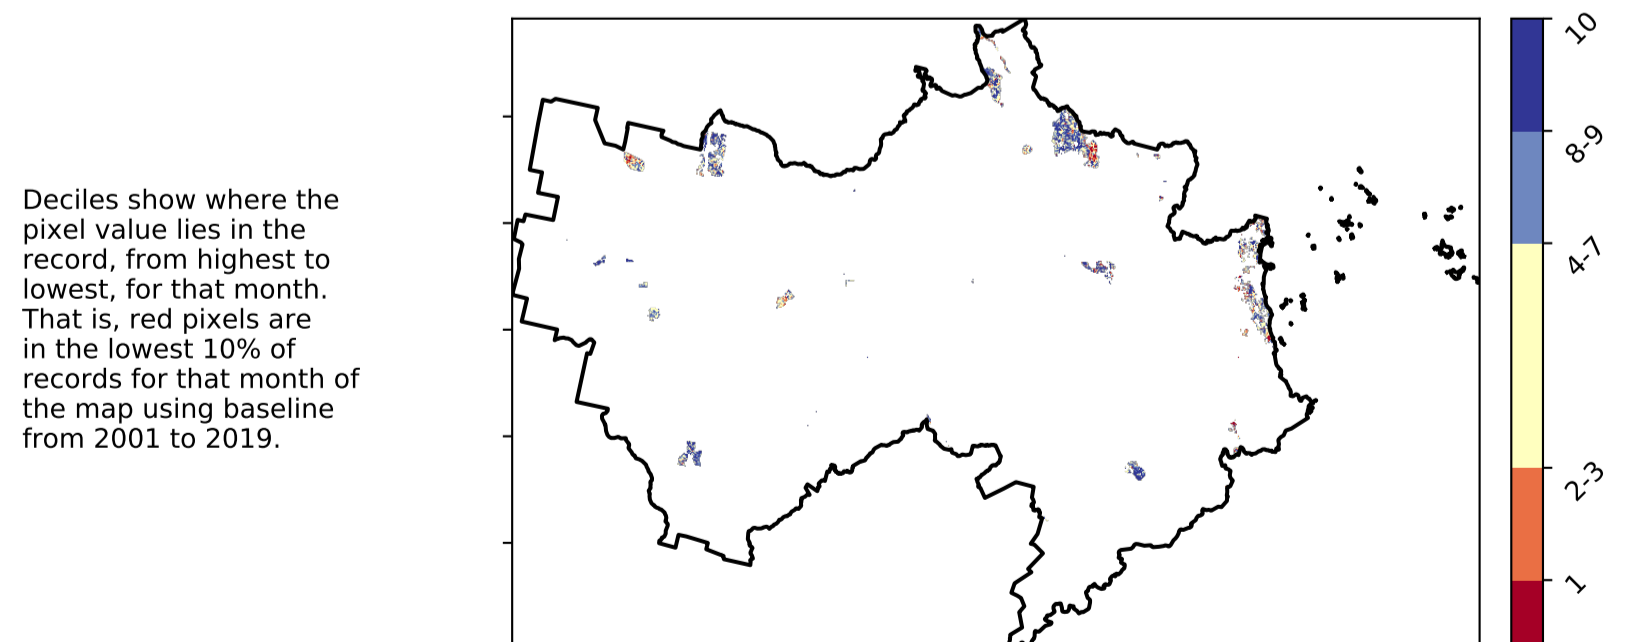 Deciles show where the
pixel value lies in the
record, from highest to
lowest, for that month.
That is, red pixels are
in the lowest 10% of
records for that month of
the map using baseline
from 2001 to 2019.
10
8-9
4-7
2-3
1